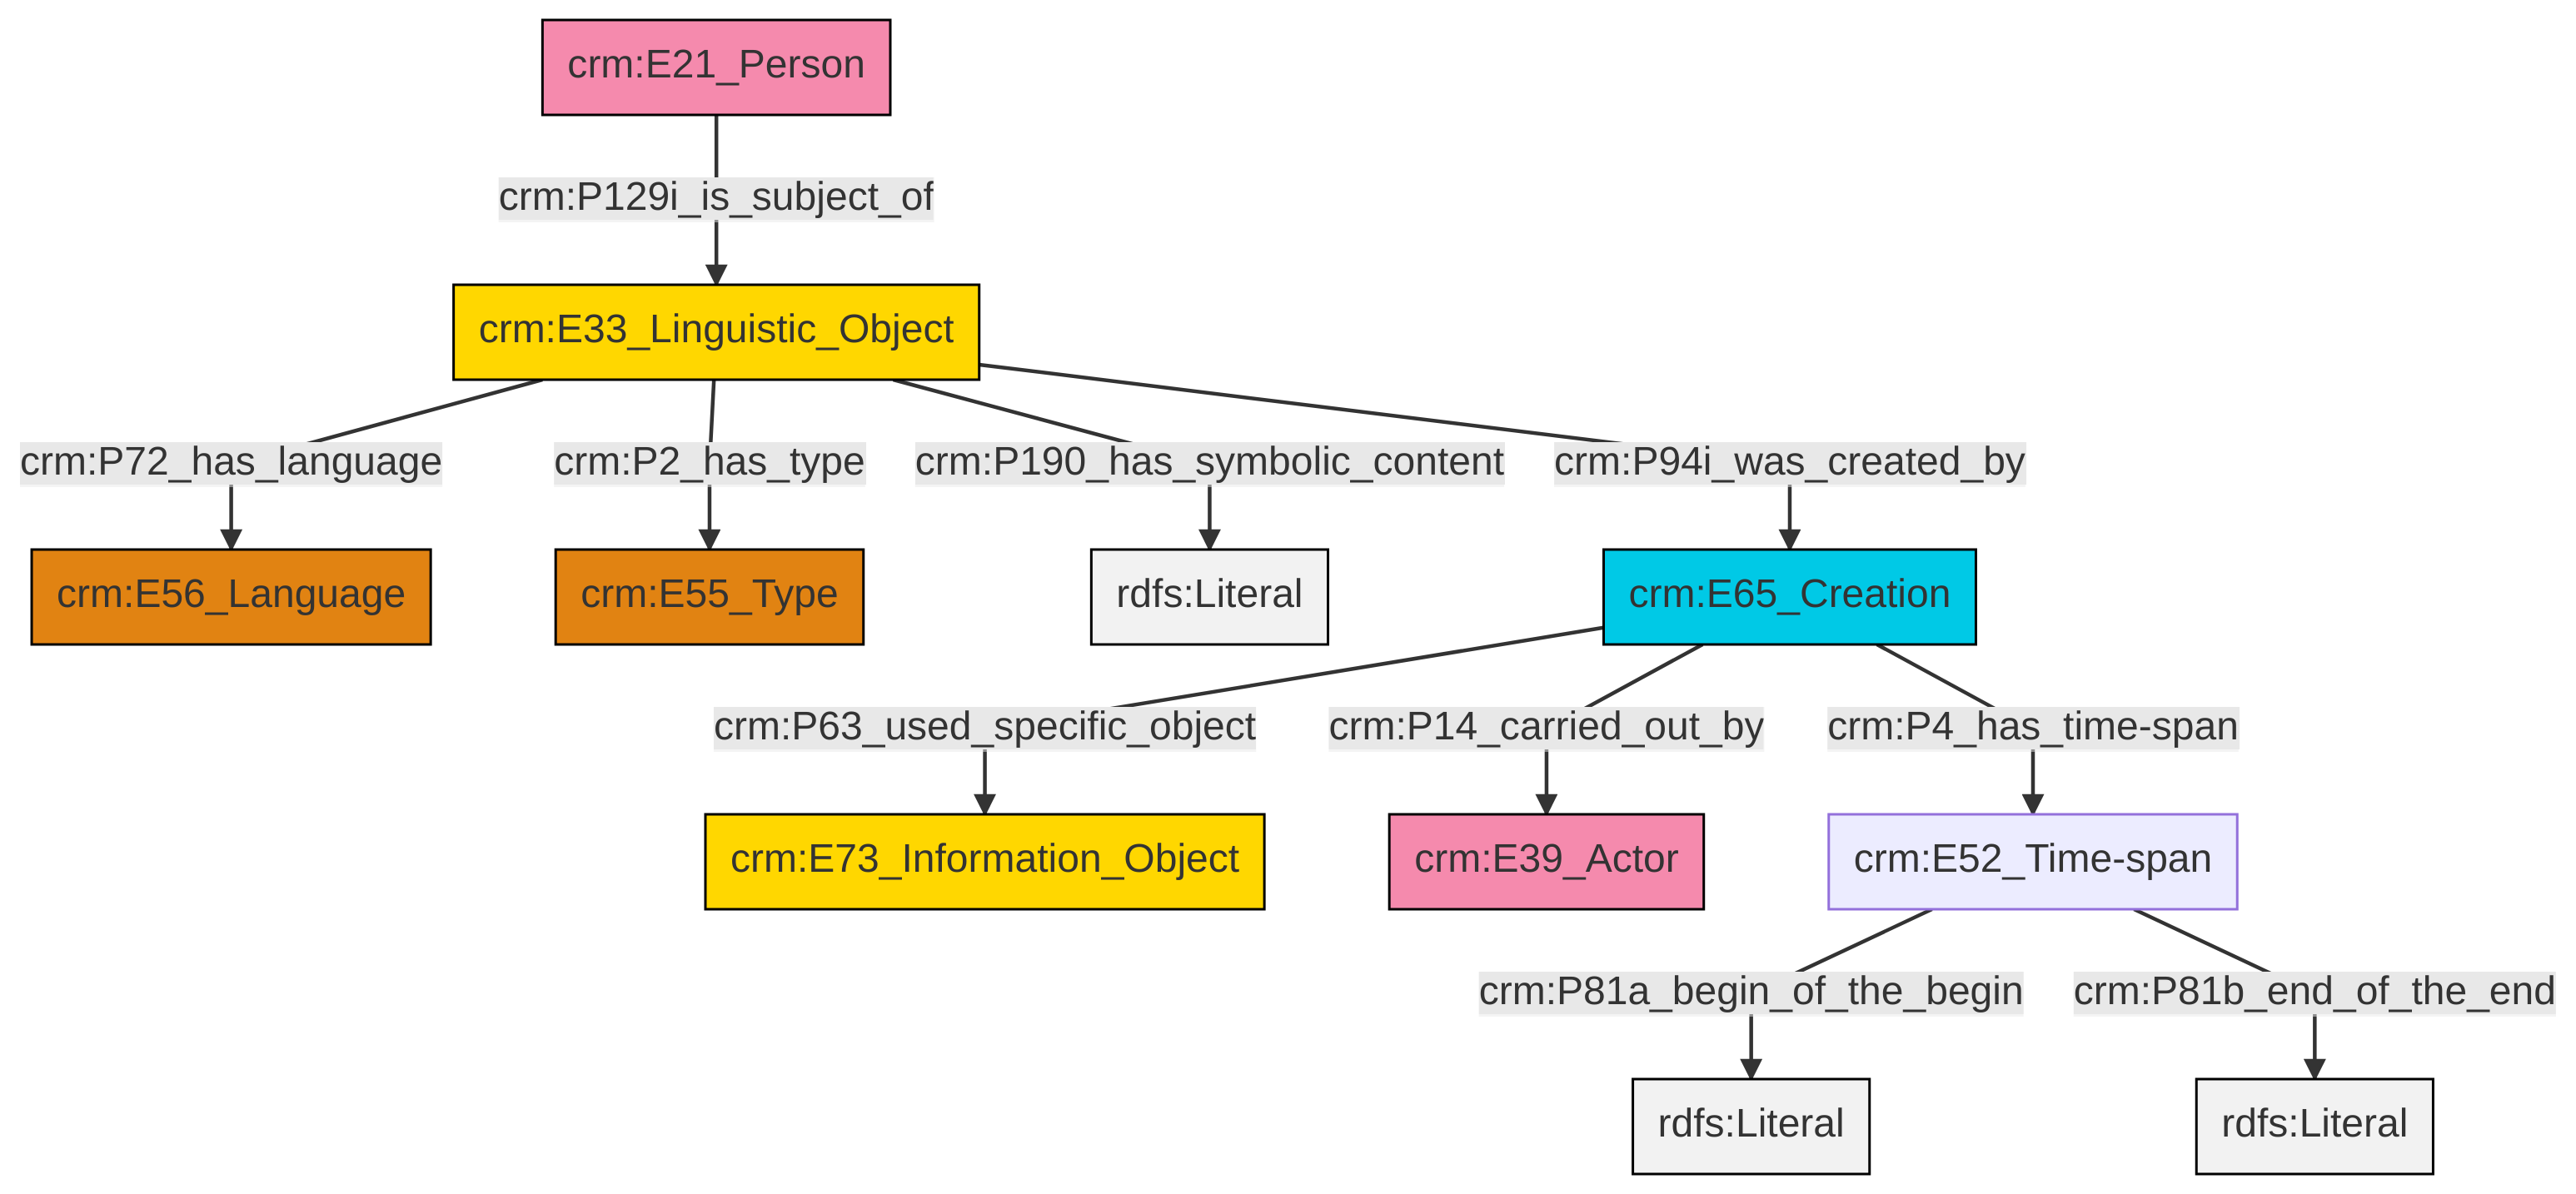 crm:E21_Person
crm:P129i_is_subject_of
crm:E33_Linguistic_Object
crm:P72_has_language
crm:P2_has_type
crm:P190_has_symbolic_content
crm:P94i_was_created_by
crm:E56_Language
crm:E55_Type
rdfs:Literal
crm:E65_Creation
crm:P63_used_specific_object
crm:P14_carried_out_by
crm:P4_has_time-span
crm:E73_Information_Object
crm:E39_Actor
crm:E52_Time-span
crm:P81a_begin_of_the_begin
crm:P81b_end_of_the_end
rdfs:Literal
rdfs:Literal